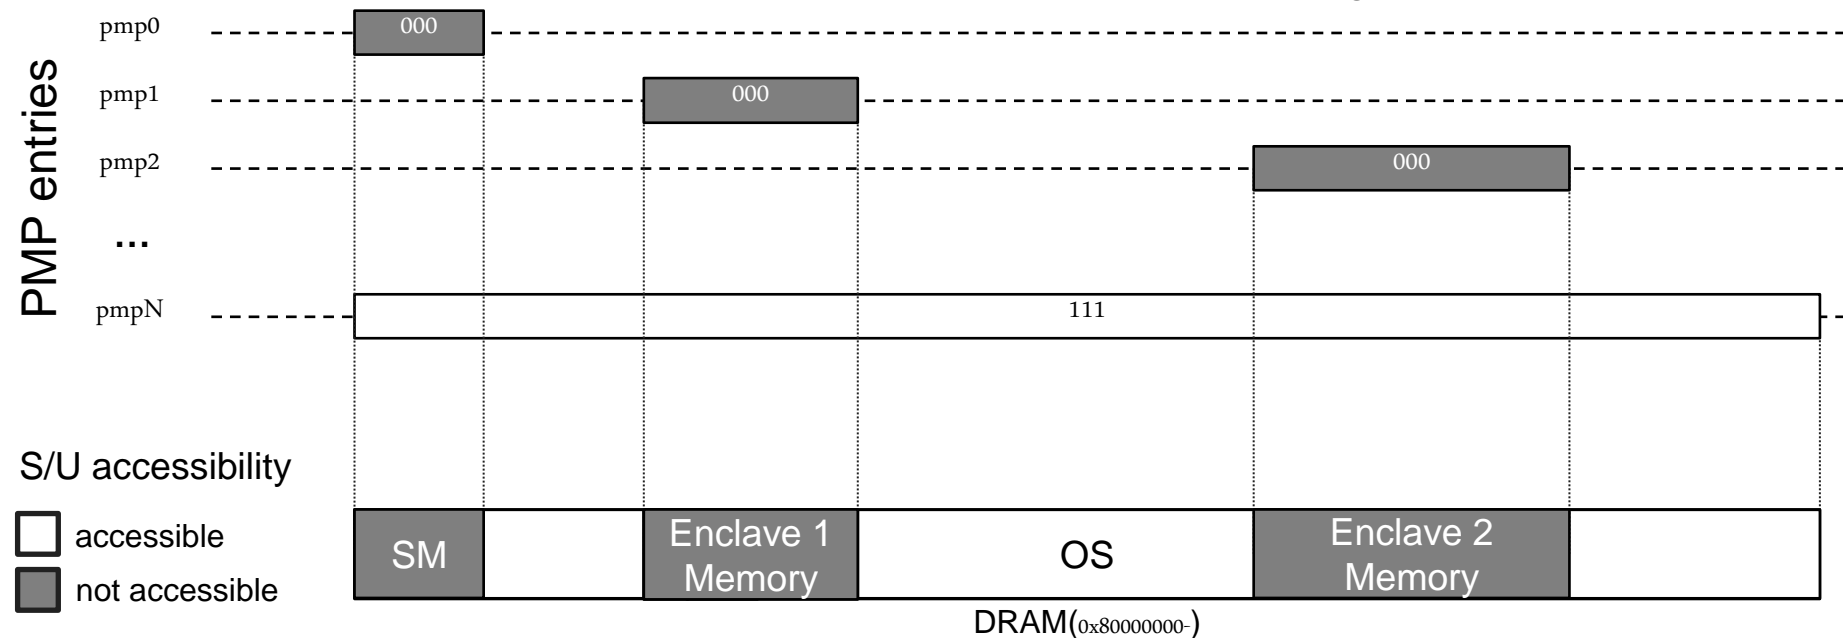 pmp0
000
pmp1
000
pmp2
000
...
pmpN
111
PMP entries
S/U accessibility
accessible
not accessible
SM
Enclave 1
Memory
OS
Enclave 2
Memory
DRAM(0x80000000-)